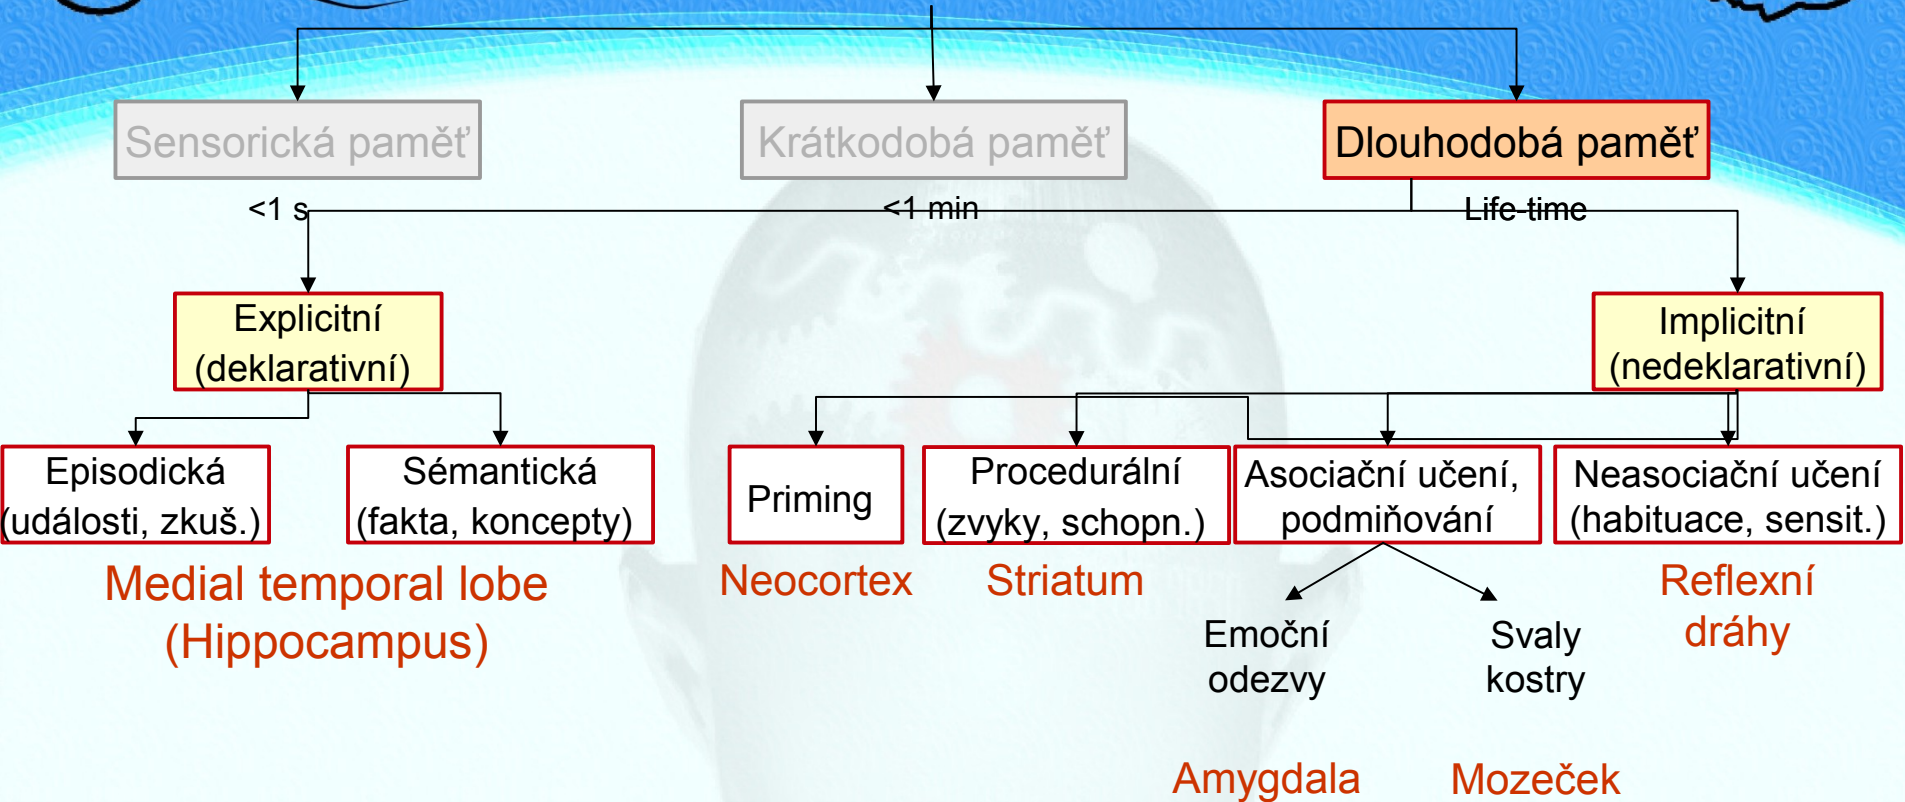 Sensorická paměť
Krátkodobá paměť
Dlouhodobá paměť
<1 s
<1 min
Life-time
Explicitní
(deklarativní)
Implicitní
(nedeklarativní)
Episodická
(události, zkuš.)
Sémantická
(fakta, koncepty)
Priming
Procedurální
(zvyky, schopn.)
Asociační učení,
podmiňování
Neasociační učení
(habituace, sensit.)
Medial temporal lobe
(Hippocampus)
Neocortex
Striatum
Reflexní
dráhy
Emoční
odezvy
Svaly
kostry
Amygdala
Mozeček